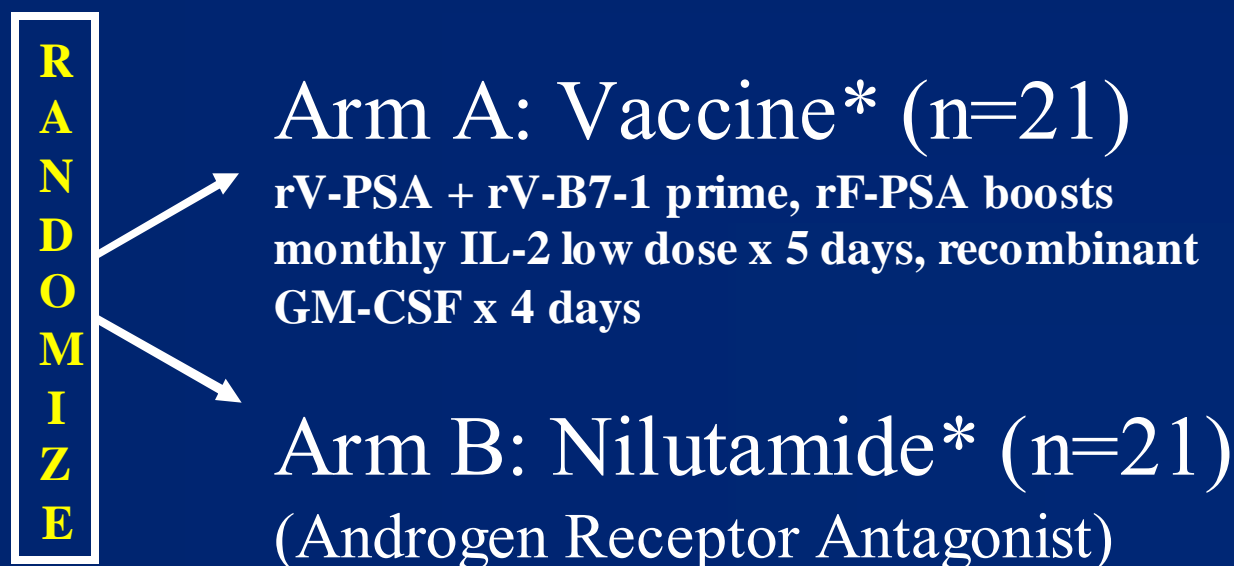 R
A
N
D
O
M
I
Z
E
Arm A: Vaccine* (n=21)
rV-PSA + rV-B7-1 prime, rF-PSA boosts
monthly IL-2 low dose x 5 days, recombinant
GM-CSF x 4 days
Arm B: Nilutamide* (n=21)
(Androgen Receptor Antagonist)